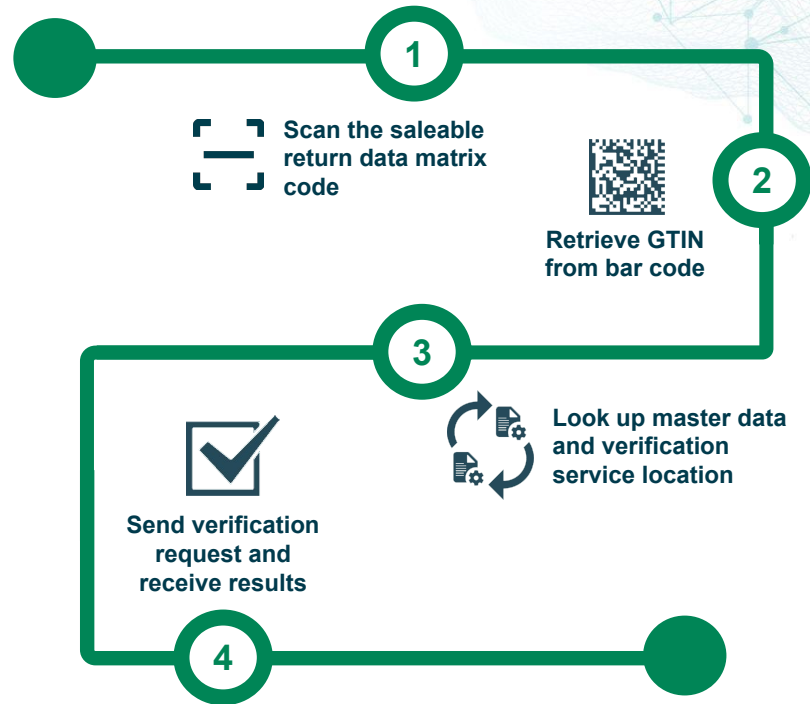 1
Scan the saleable
return data matrix
code
2
Retrieve GTIN
from bar code
3
Look up master data
and verification
service location
Send verification
request and
receive results
4